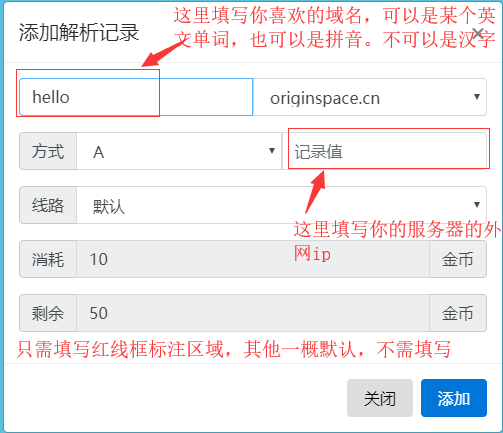 这里填写你喜欢的域名，可以是某个英
文单词，也可以是拼音。不可以是汉字
添加解析记录
hello originspace.cn
方式 A 记录值
线路 默认
这里填写你的服务器的外
网ip
消耗 10 金币
剩余 50 金币
只需填写红线框标注区域，其他一概默认，不需填写
关闭 添加